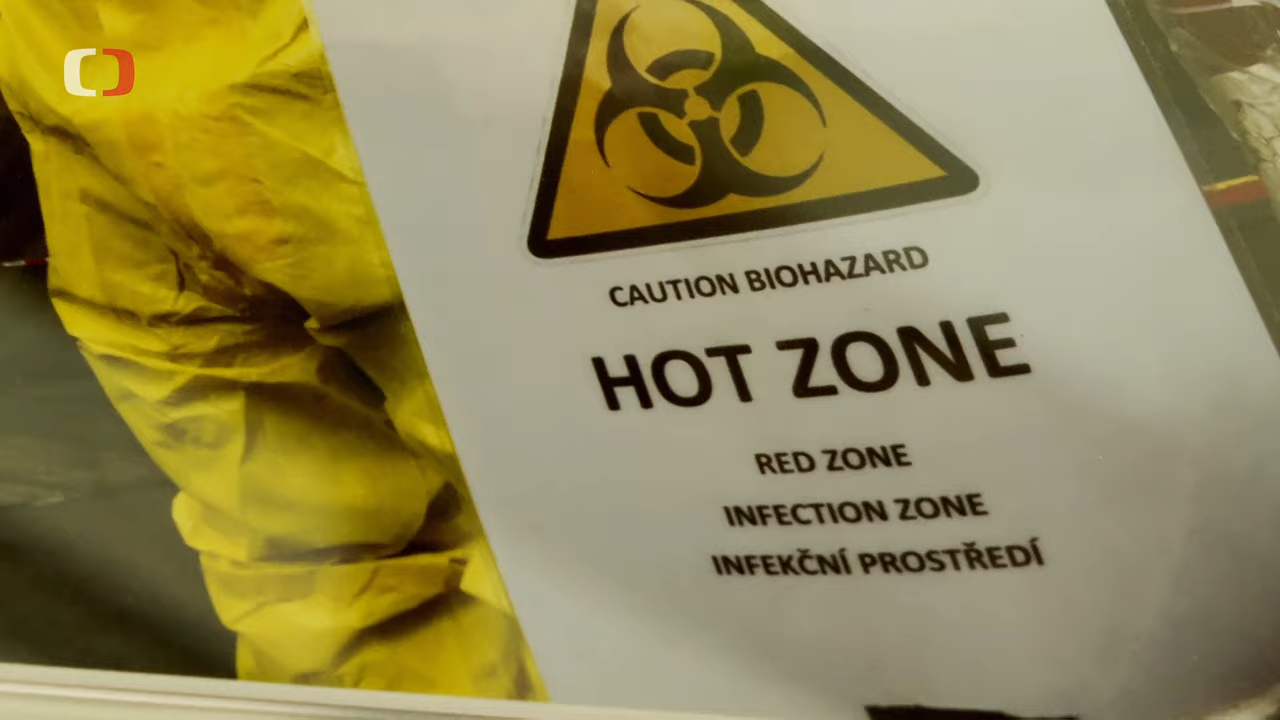 CAUTION BIOHAZARD
HOT ZONE
RED ZONE
INFECTION ZONE
INFEKČNÍ PROSTŘEDÍ